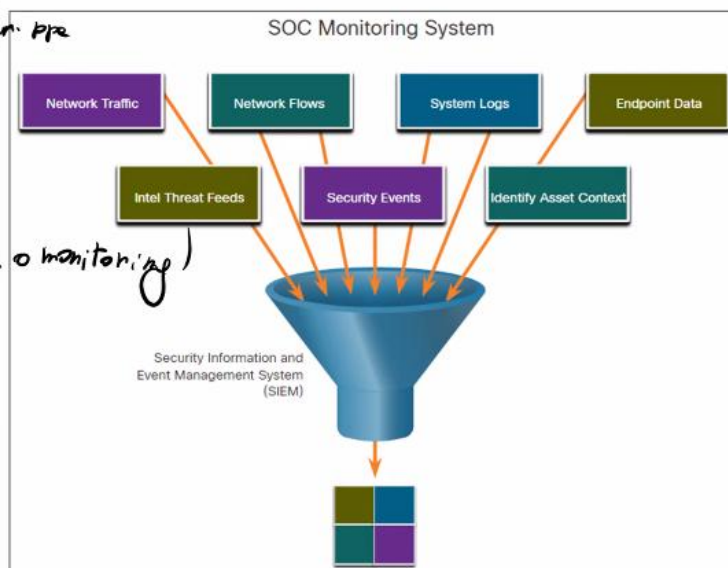 SOC Monitoring System
Network Traffic
Network Flows
System Logs
Endpoint Data
Intel Threat Feeds
Security Events
Identify Asset Context
o monitoring)
Security Information and
Event Management System
(SIEM)